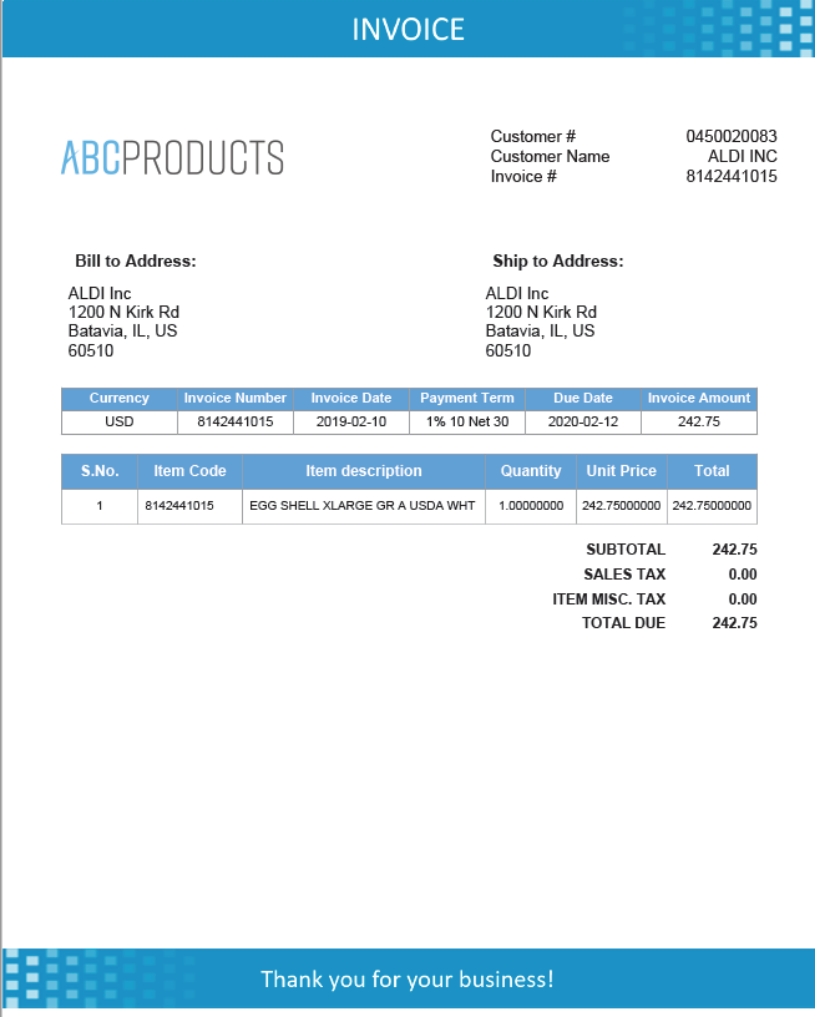 INVOICE
ABCPRODUCTS
Customer # 0450020083
Customer Name ALDI INC
Invoice # 8142441015
Bill to Address:
ALDI Inc
1200 N Kirk Rd
Batavia, IL, US
60510
Ship to Address:
ALDI Inc
1200 N Kirk Rd
Batavia, IL, US
60510
Currency Invoice Number Invoice Date Payment Term Due Date Invoice Amount
USD 8142441015 2019-02-10 1% 10 Net 30 2020-02-12 242.75
S.No. Item Code Item description Quantity Unit Price Total
1 8142441015 EGG SHELL XLARGE GR A USDA WHT 1.00000000 242.75000000 242.75000000
SUBTOTAL 242.75
SALES TAX 0.00
ITEM MISC. TAX 0.00
TOTAL DUE 242.75
Thank you for your business!